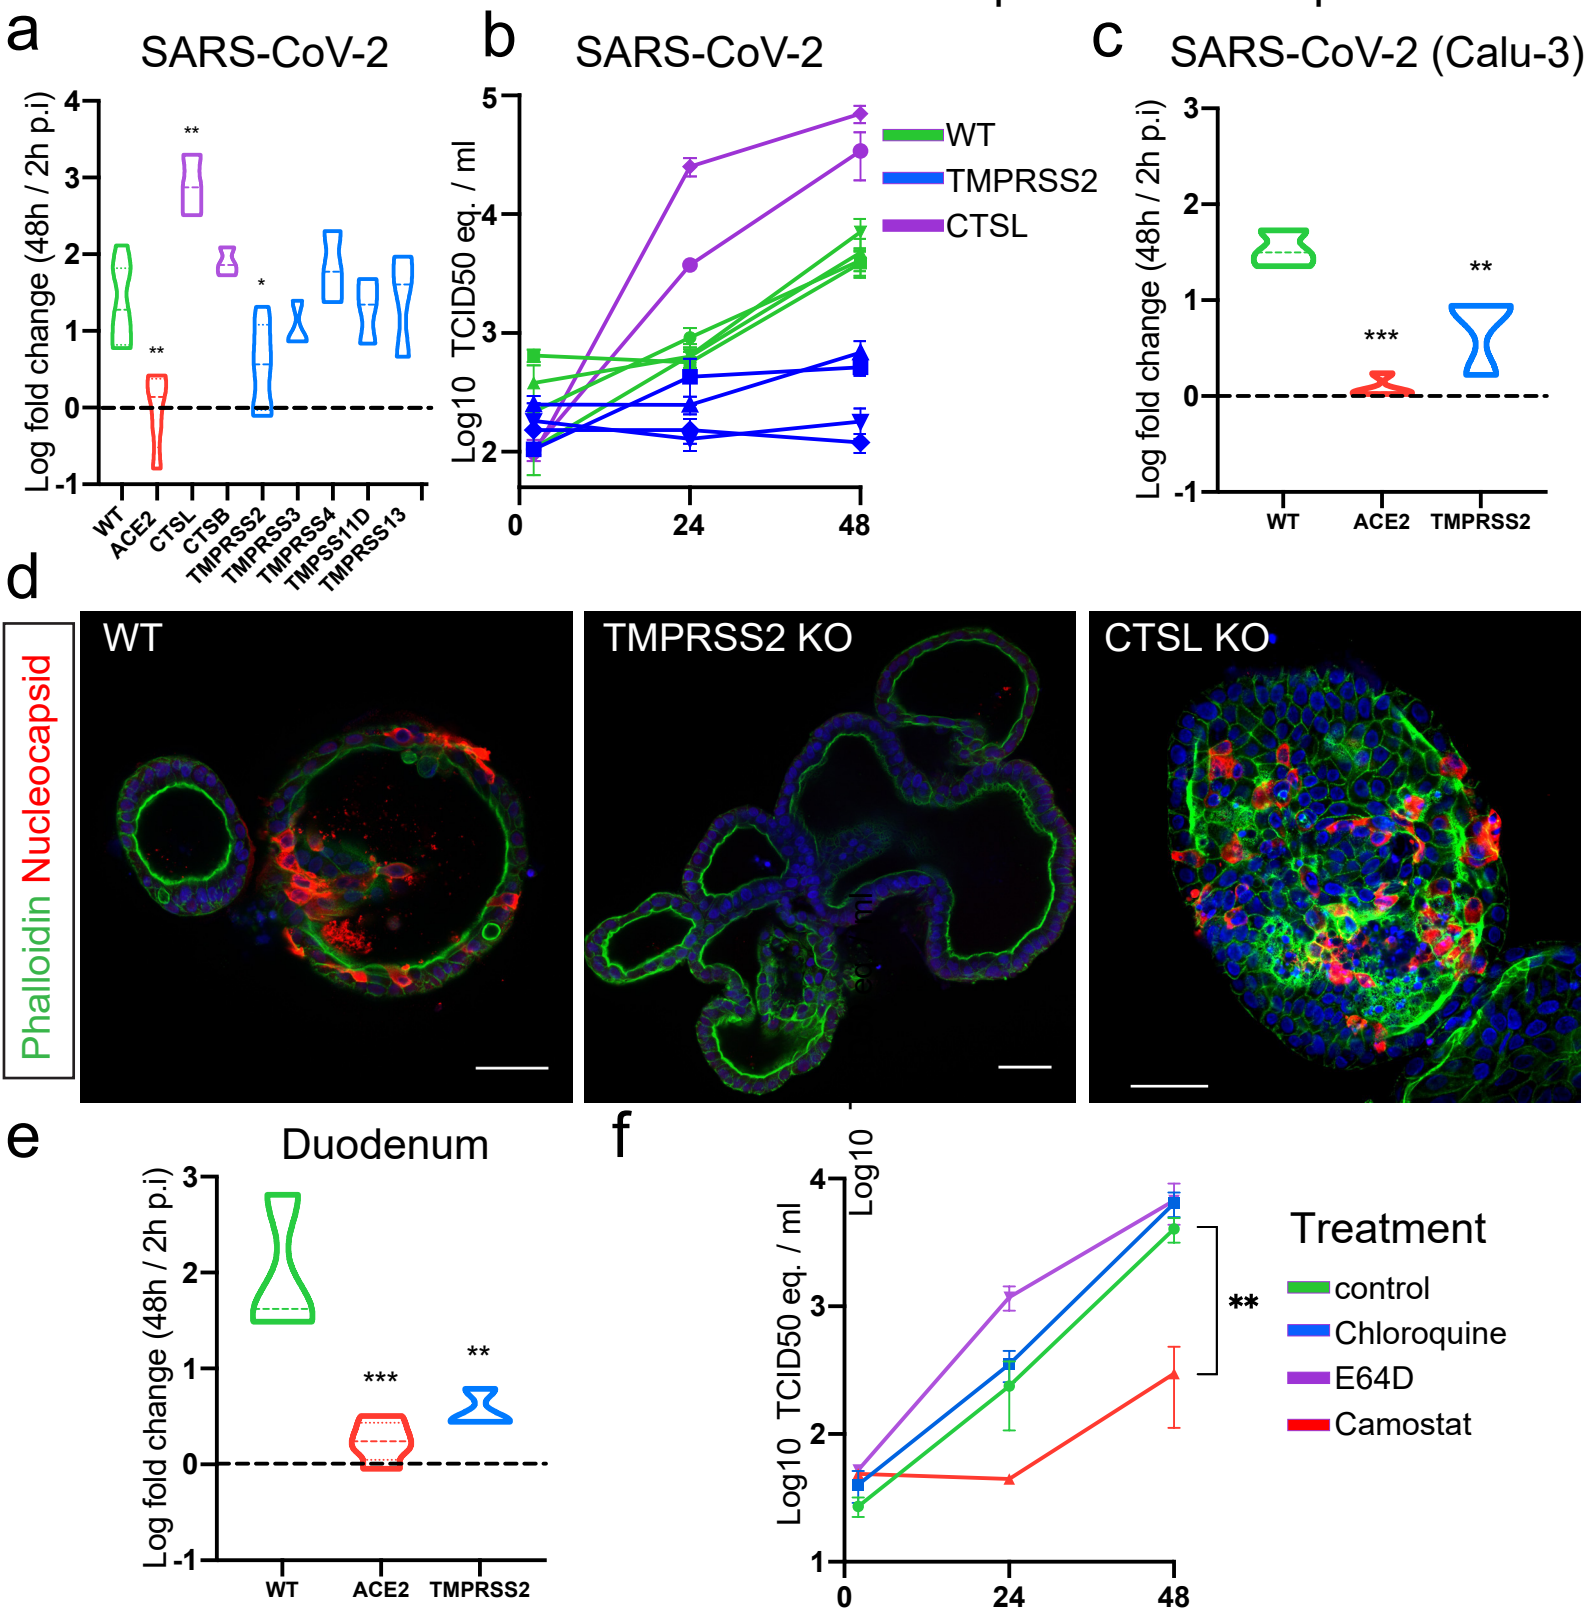 a
SARS-CoV-2
Log fold change (48h / 2h p.i)
4
3
2
1
0
-1
**
**
*
WT
ACE2
CTSL
CTSB
TMPRSS2
TMPRSS3
TMPRSS4
TMPSS11D
TMPRSS13
b
SARS-CoV-2
Log10 TCID50 eq. / ml
5
4
3
2
0
24
48
WT
TMPRSS2
CTSL
c
SARS-CoV-2 (Calu-3)
Log fold change (48h / 2h p.i)
3
2
1
0
-1
***
**
WT
ACE2
TMPRSS2
d
Phalloidin Nucleocapsid
WT
TMPRSS2 KO
CTSL KO
e
Duodenum
Log fold change (48h / 2h p.i)
3
2
1
0
-1
***
**
WT
ACE2
TMPRSS2
f
Log10
Log10 TCID50 eq. / ml
4
3
2
1
0
24
48
**
Treatment
control
Chloroquine
E64D
Camostat